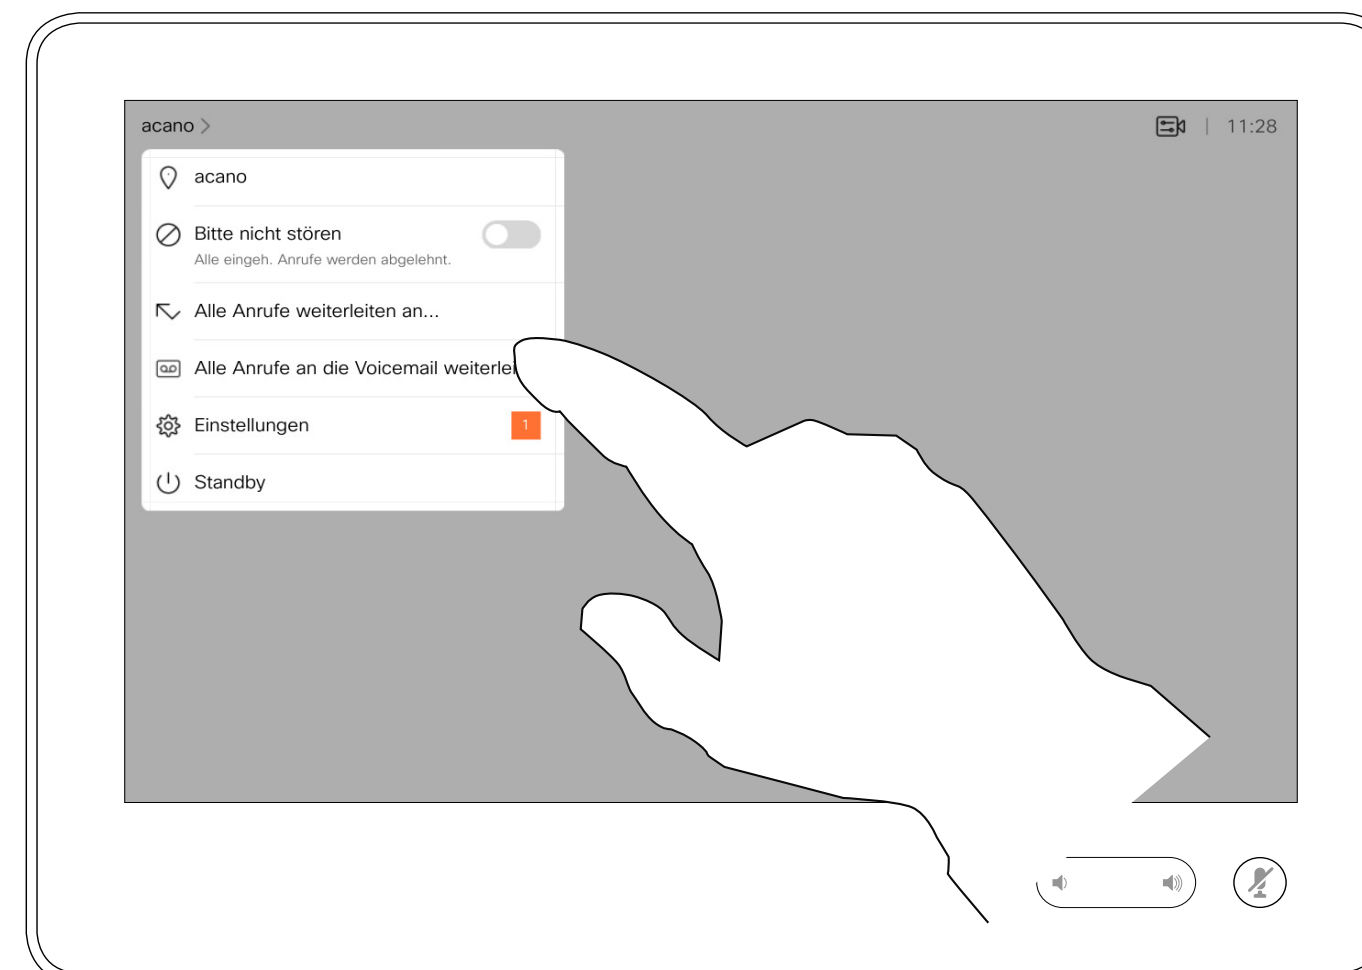 acano
11:28
acano
Bitte nicht stören
Alle eingeh. Anrufe werden abgelehnt.
Alle Anrufe weiterleiten an...
Alle Anrufe an die Voicemail
Einstellungen
1
Standby